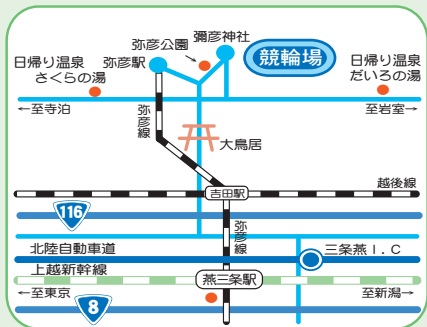 弥彦公園
彌彦神社
競輪場
日帰り温泉
さくらの湯
弥彦駅
日帰り温泉
だいろの湯
←至寺泊
弥彦線
至岩室→
大鳥居
越後線
吉田駅
116
弥彦線
北陸自動車道
三条燕I.C
上越新幹線
燕三条駅
←至東京
8
至新潟→